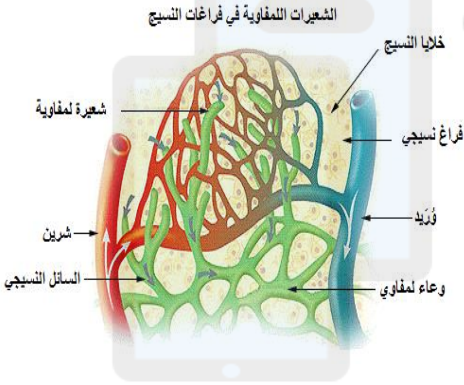 الشعيرات اللمفاوية في فراغات النسيج
خلايا النسيج
شعيرة لمفاوية
فراغ نسيجي
وُرَيد
شرين
السائل النسيجي
وعاء لمفاوي